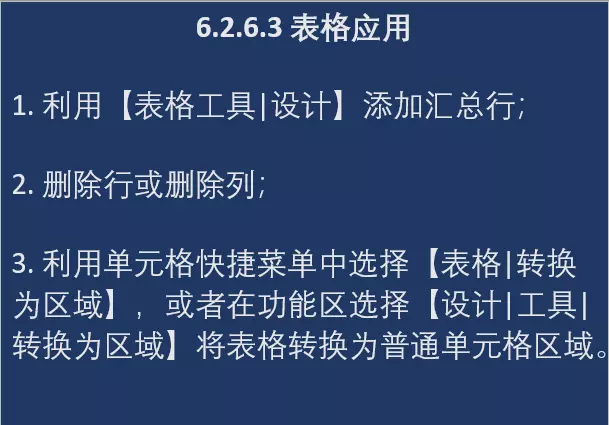 6.2.6.3 表格应用
1. 利用【表格工具|设计】添加汇总行；
2. 删除行或删除列；
3. 利用单元格快捷菜单中选择【表格|转换
为区域】，或者在功能区选择【设计|工具|
转换为区域】将表格转换为普通单元格区域。